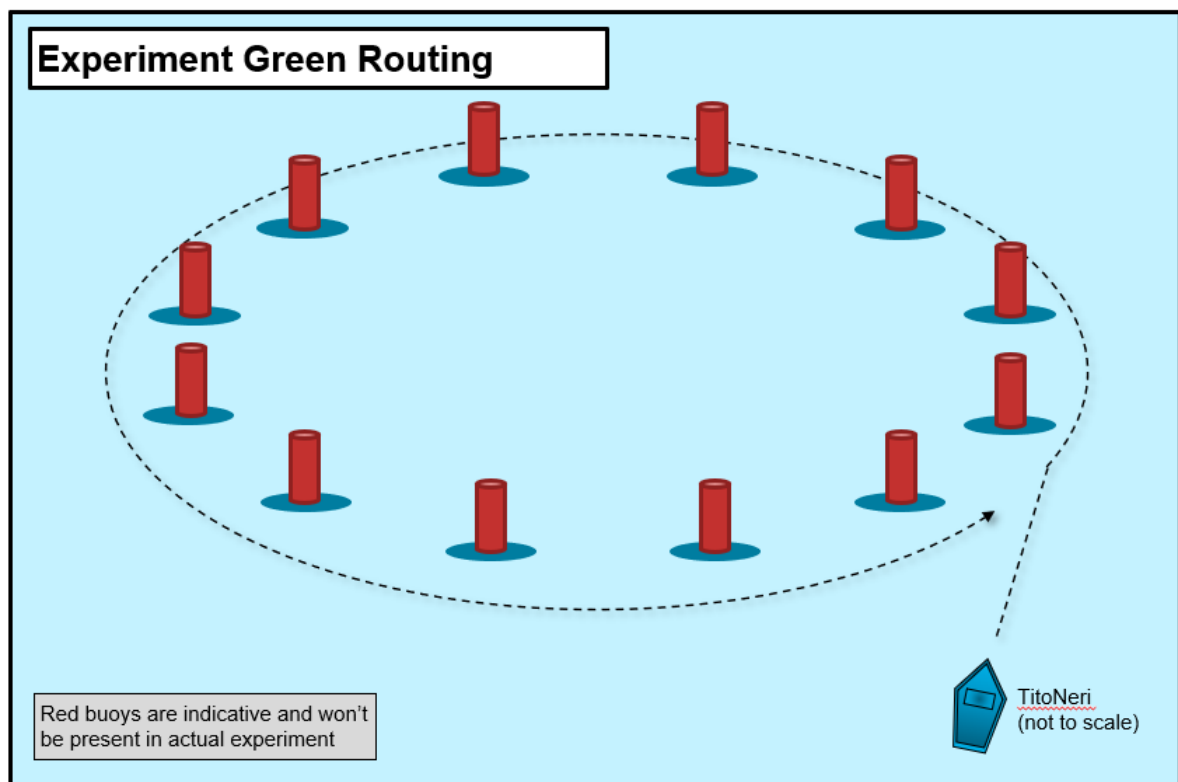 Experiment Green Routing
Red buoys are indicative and won’t
be present in actual experiment
TitoNeri
(not to scale)